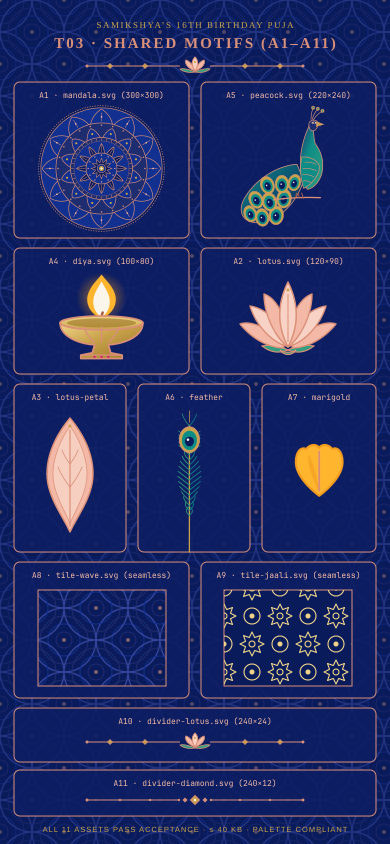 SAMIKSHYA'S 16TH BIRTHDAY PUJA
T03 · SHARED MOTIFS (A1–A11)
A1 · mandala.svg (300×300)
A5 · peacock.svg (220×240)
A4 · diya.svg (100×80)
A2 · lotus.svg (120×90)
A3 · lotus-petal
A6 · feather
A7 · marigold
A8 · tile-wave.svg (seamless)
A9 · tile-jaali.svg (seamless)
A10 · divider-lotus.svg (240×24)
A11 · divider-diamond.svg (240×12)
ALL 11 ASSETS PASS ACCEPTANCE · ≤ 40 KB · PALETTE COMPLIANT